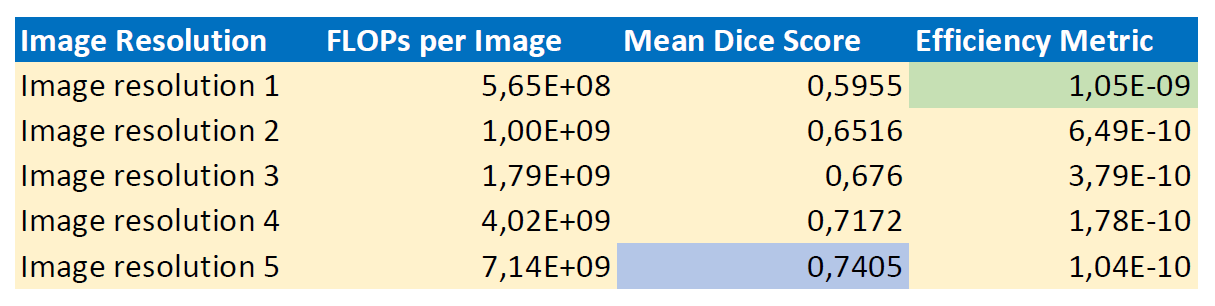 Image Resolution FLOPs per Image Mean Dice Score Efficiency Metric
Image resolution 1 5,65E+08 0,5955 1,05E-09
Image resolution 2 1,00E+09 0,6516 6,49E-10
Image resolution 3 1,79E+09 0,676 3,79E-10
Image resolution 4 4,02E+09 0,7172 1,78E-10
Image resolution 5 7,14E+09 0,7405 1,04E-10